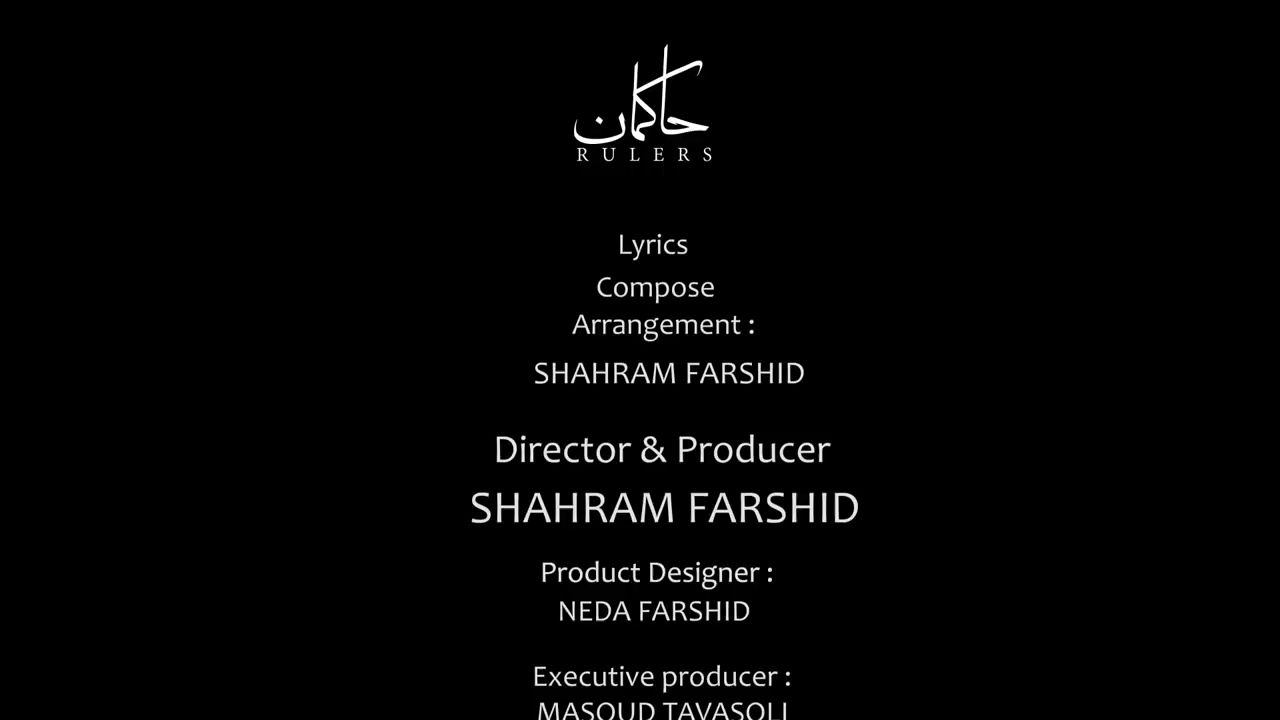 حاکمان
RULERS
Lyrics
Compose
Arrangement :
SHAHRAM FARSHID
Director & Producer
SHAHRAM FARSHID
Product Designer :
NEDA FARSHID
Executive producer :
MASOUD TAVASOLI